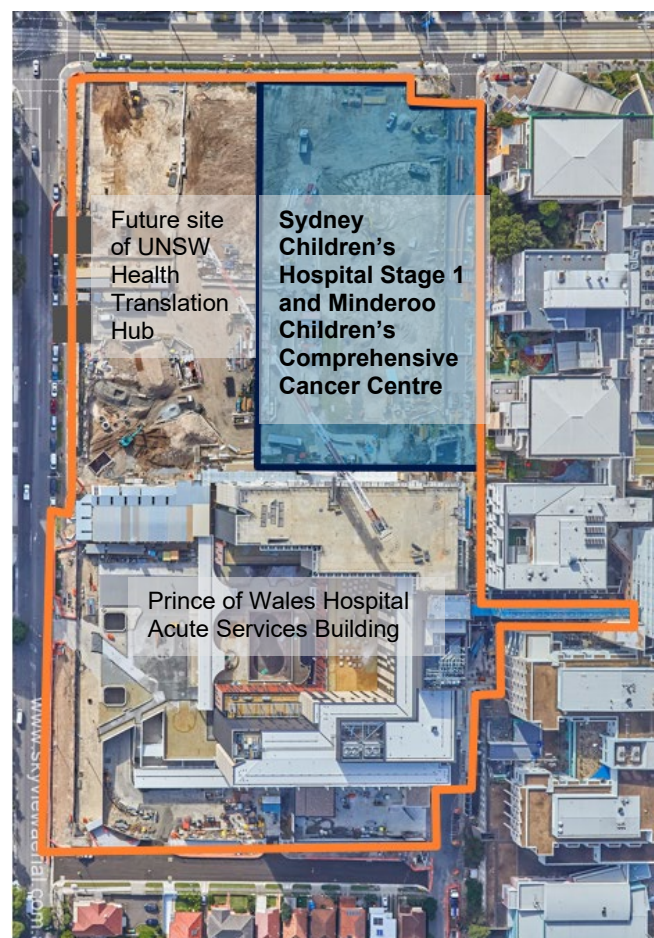 Future site
of UNSW
Health
Translation
Hub
Sydney
Children’s
Hospital Stage 1
and Minderoo
Children’s
Comprehensive
Cancer Centre
Prince of Wales Hospital
Acute Services Building
www.skyviewaerial.com